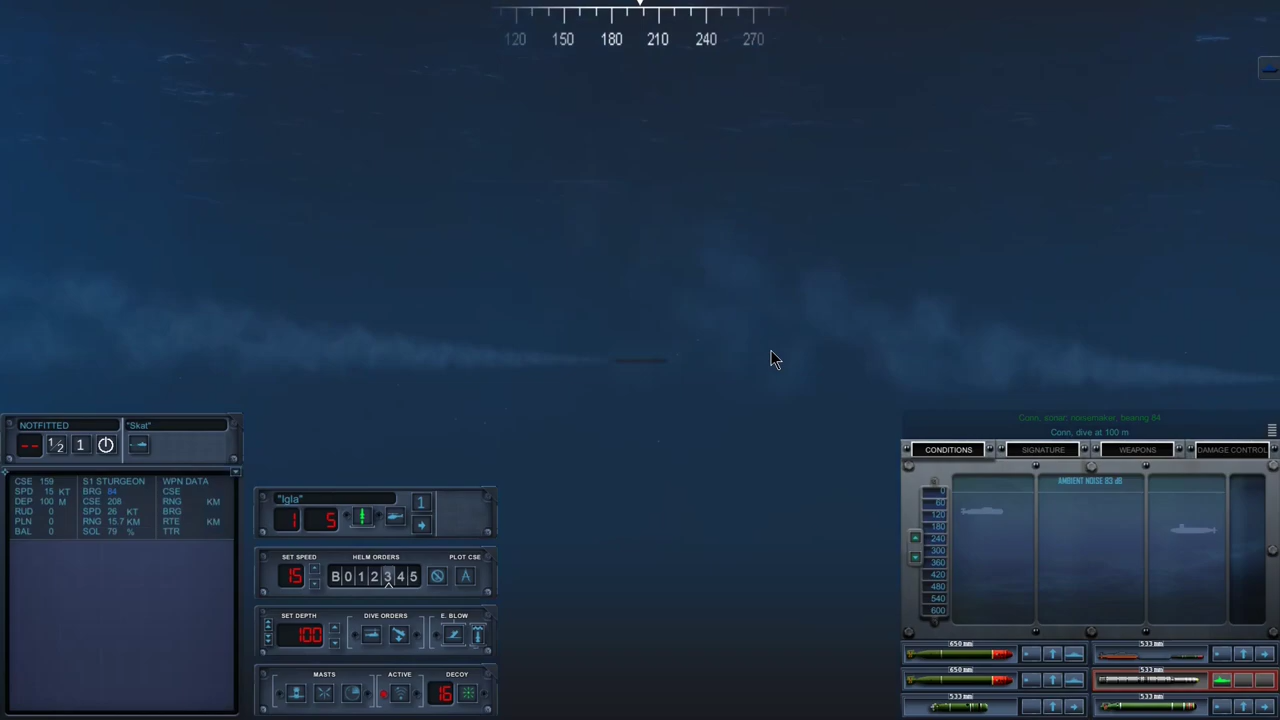 120 150 180 210 240 270
Conn, sonar: noisemaker, bearing 84
Conn, dive at 100 m
NOTFITTED
"Skat"
-- 1/2 1
CSE 159
SPD 15 KT
DEP 100 M
RUD 0
PLN 0
BAL 0
S1 STURGEON
BRG 84
CSE 208
SPD 26 KT
RNG 15.7 KM
SOL 79 %
WPN DATA
CSE
RNG KM
BRG
RTE KM
TTR
"Igla"
1
1 5
SET SPEED HELM ORDERS PLOT CSE
15 B 0 1 2 3 4 5
SET DEPTH DIVE ORDERS E. BLOW
100
MASTS ACTIVE DECOY
16
CONDITIONS SIGNATURE WEAPONS DAMAGE CONTROL
AMBIENT NOISE 83 dB
0
60
120
180
240
300
360
420
480
540
600
650 mm 533 mm
650 mm 533 mm
533 mm 533 mm